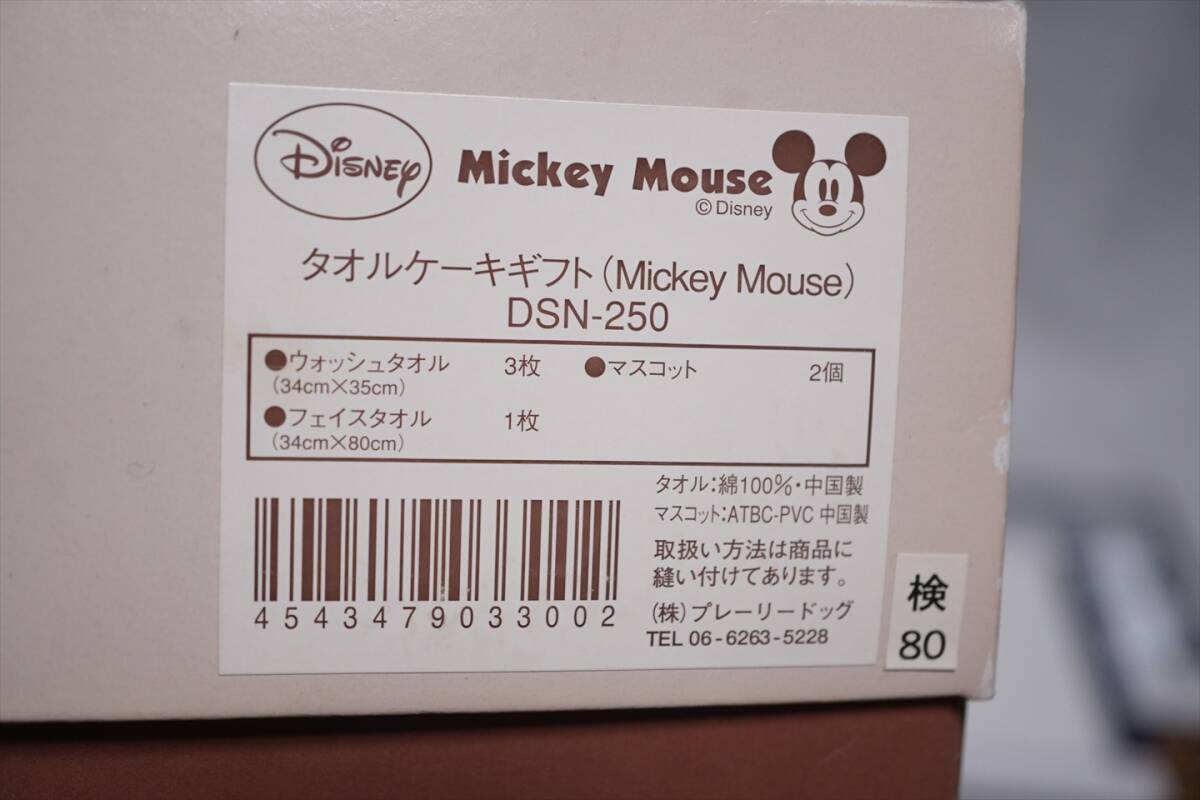 Disney
Mickey Mouse
© Disney
タオルケーキギフト(Mickey Mouse)
DSN-250
●ウォッシュタオル 3枚 ●マスコット 2個
(34cm×35cm)
●フェイスタオル 1枚
(34cm×80cm)
タオル:綿100%・中国製
マスコット:ATBC-PVC 中国製
取扱い方法は商品に
縫い付けてあります。
(株)プレーリードッグ
TEL 06-6263-5228
4543479033002
検
80